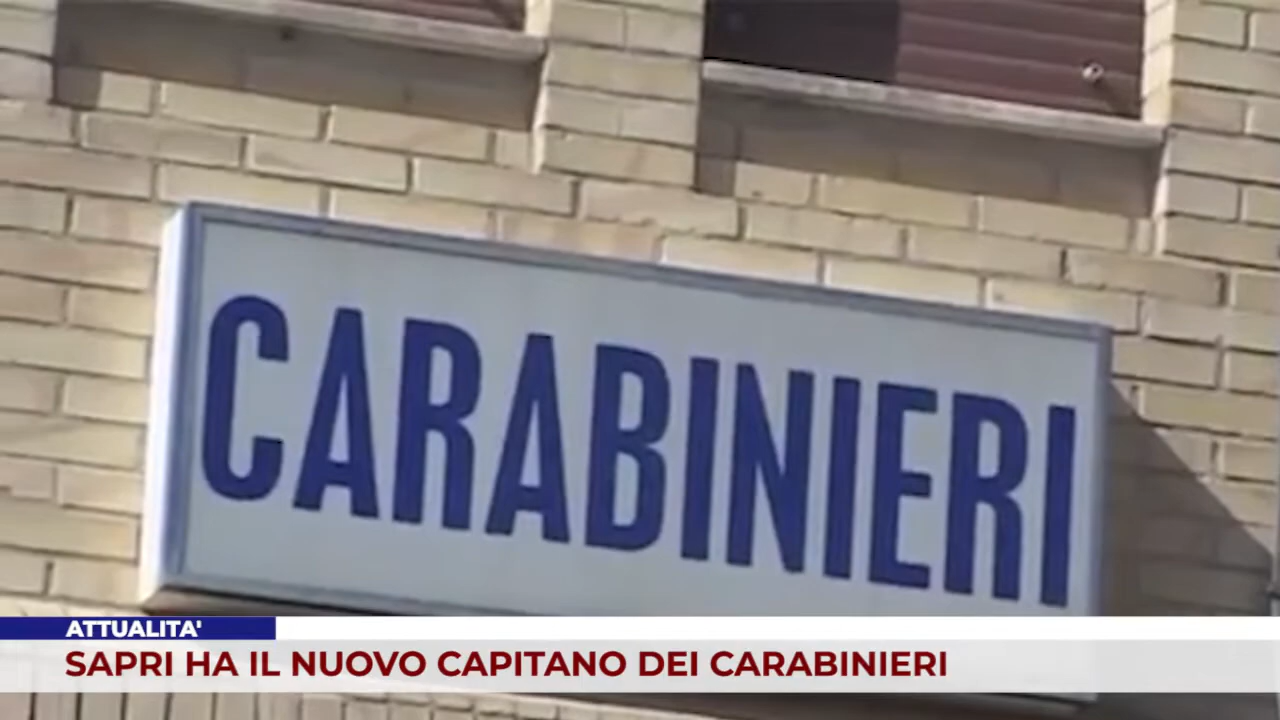 CARABINIERI
ATTUALITA'
SAPRI HA IL NUOVO CAPITANO DEI CARABINIERI